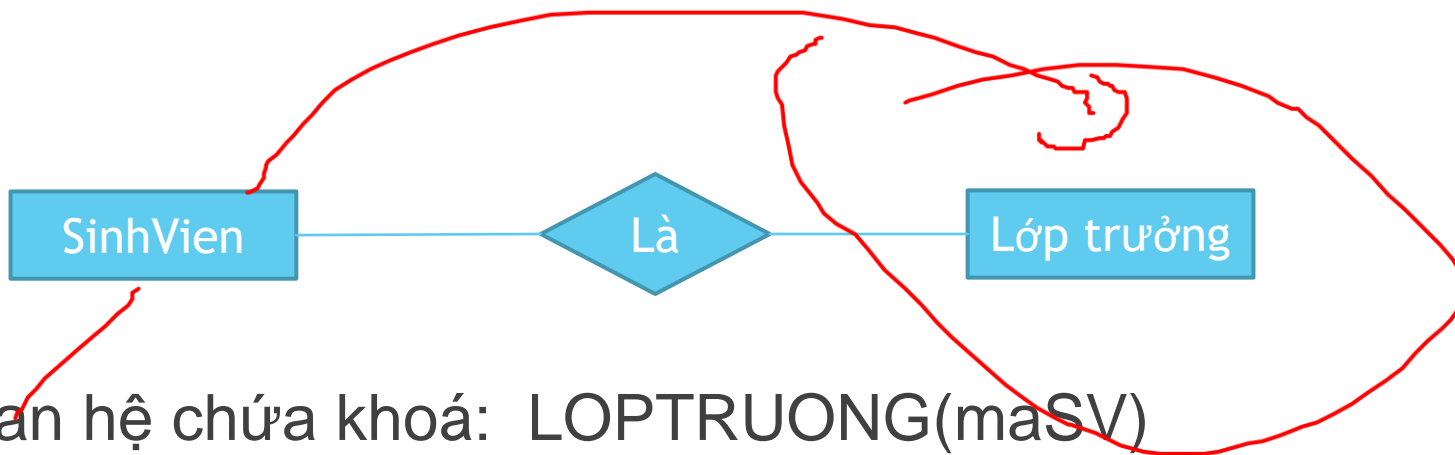 SinhVien
Là
Lớp trưởng
an hệ chứa khoá: LOPTRUONG(maSV)